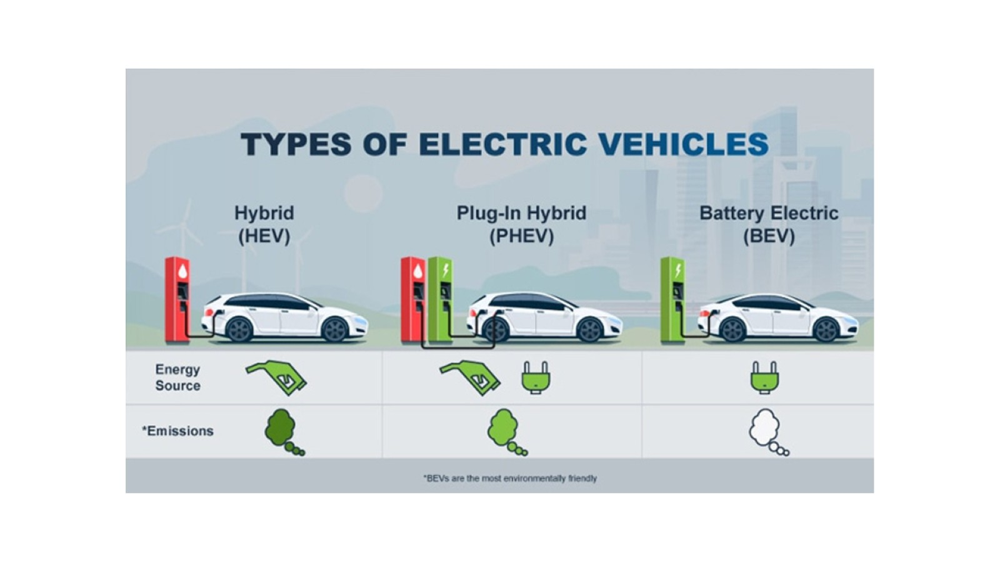 TYPES OF ELECTRIC VEHICLES
Hybrid
(HEV)
Plug-In Hybrid
(PHEV)
Battery Electric
(BEV)
Energy
Source
*Emissions
*BEVs are the most environmentally friendly